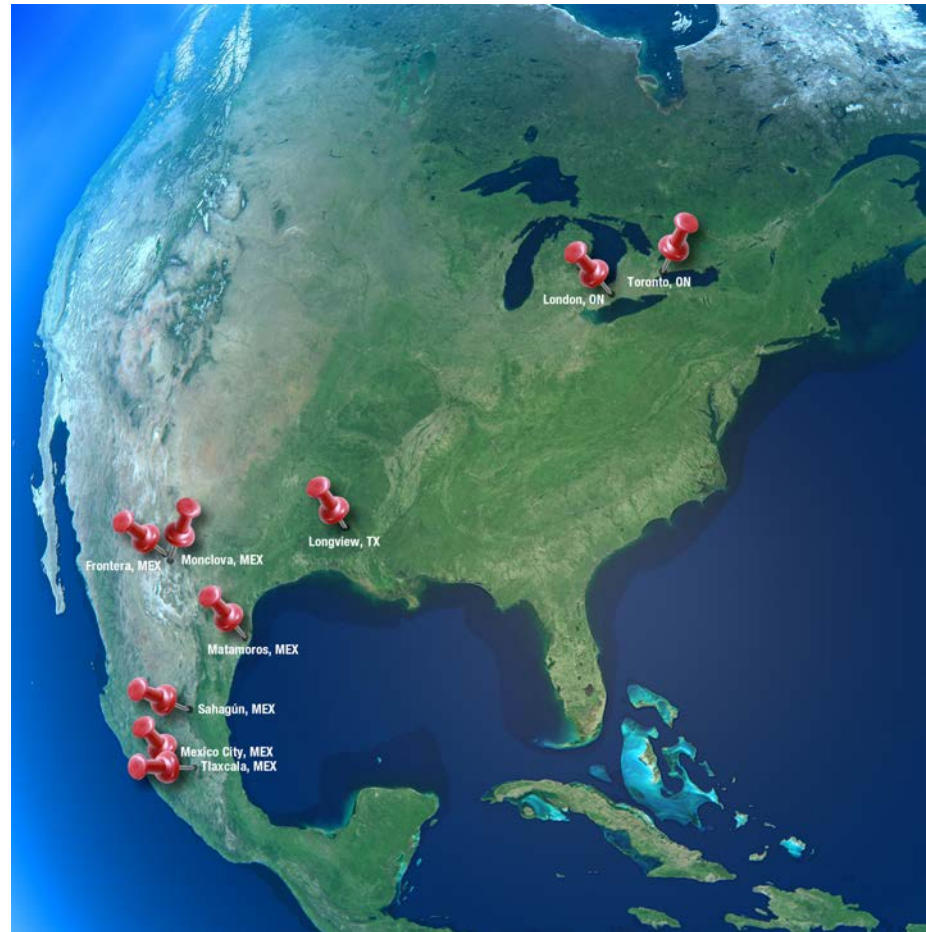 Toronto, ON
London, ON
Longview, TX
Monclova, MEX
Frontera, MEX
Matamoros, MEX
Sahagún, MEX
Mexico City, MEX
Tlaxcala, MEX